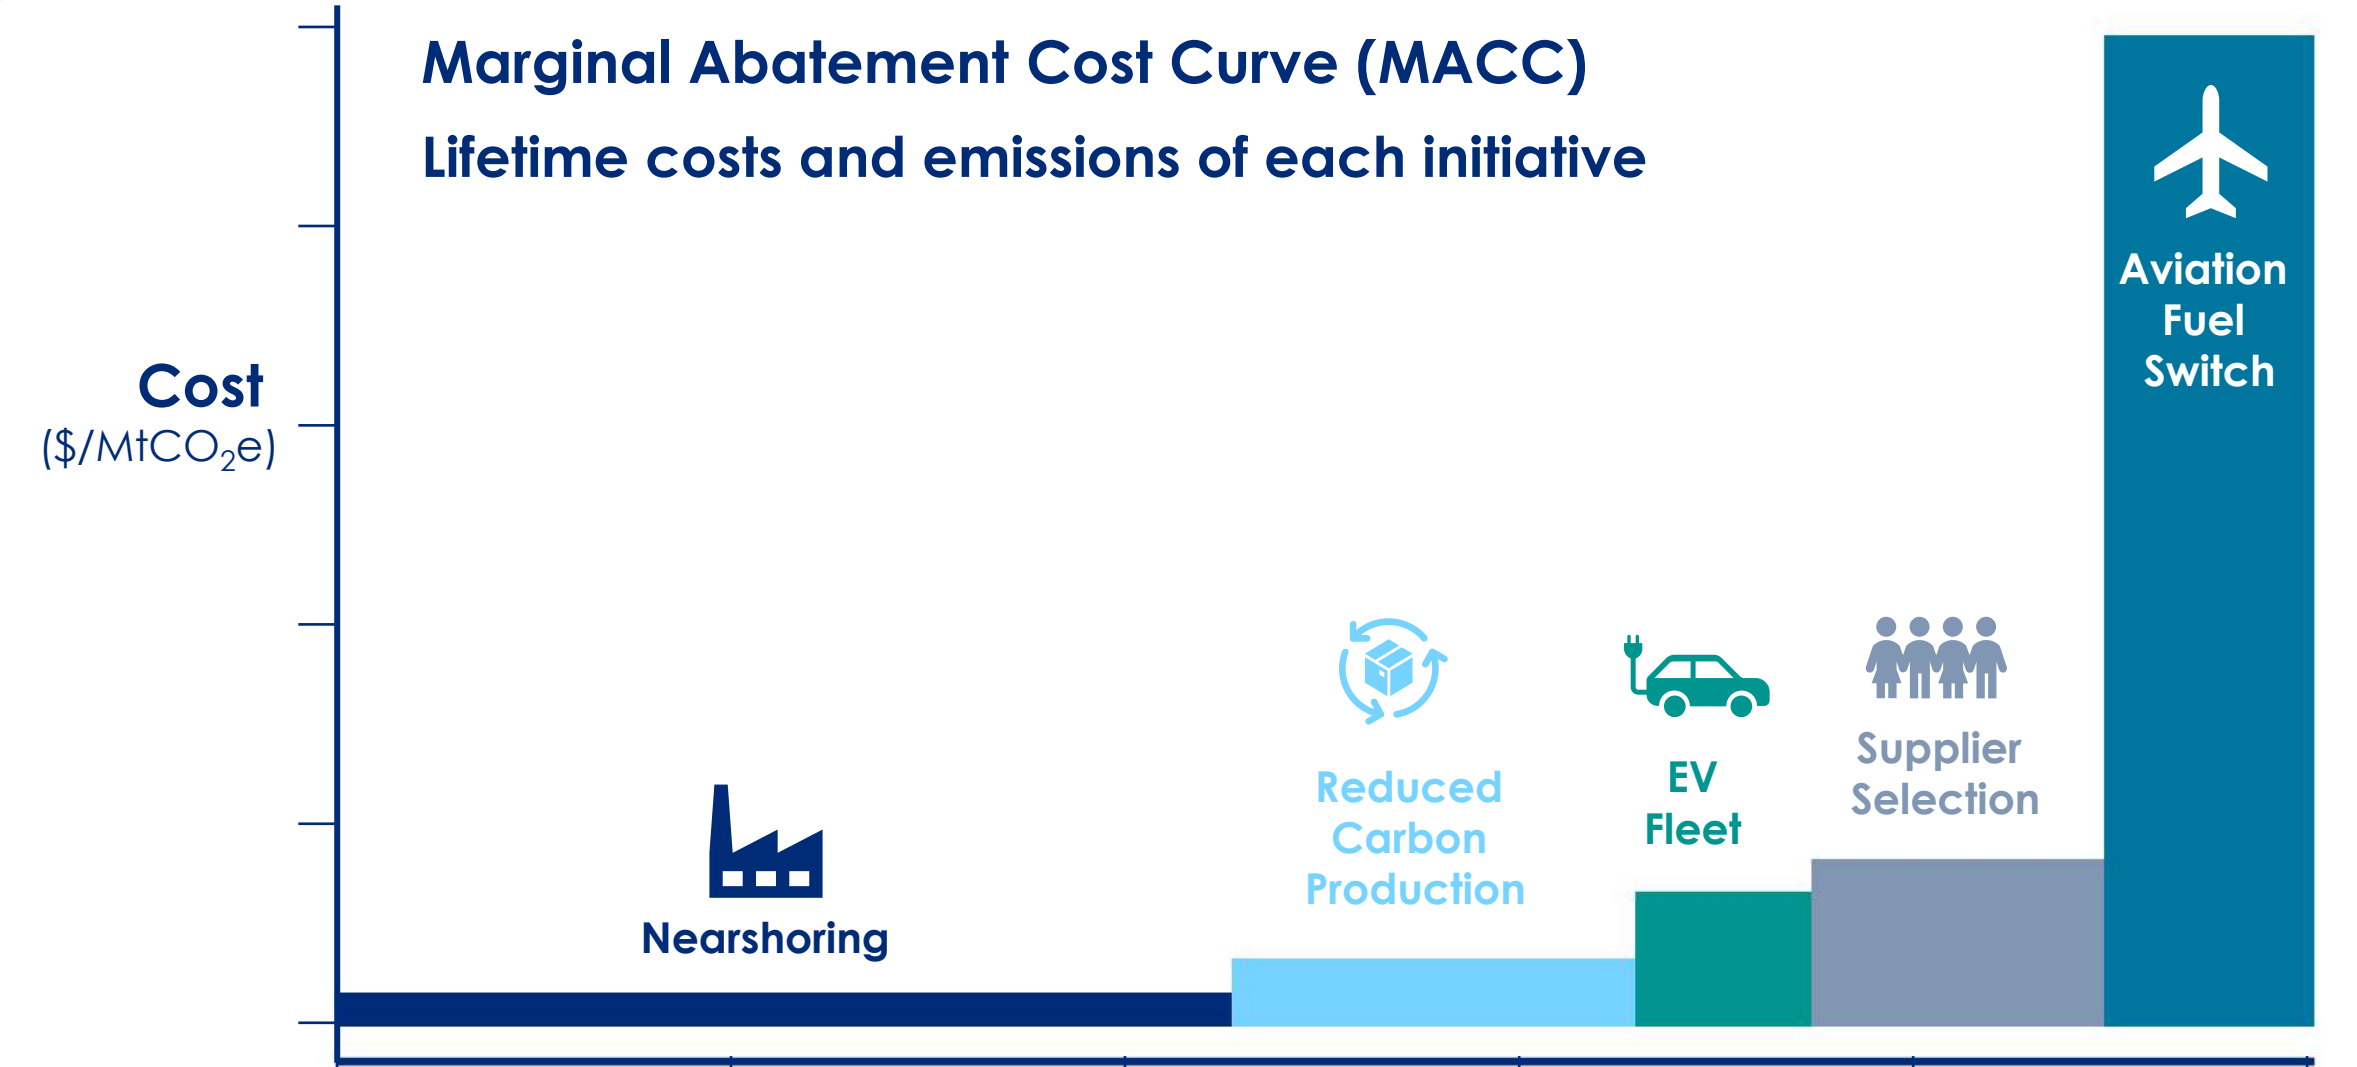 Marginal Abatement Cost Curve (MACC)
Lifetime costs and emissions of each initiative
Cost
($/MtCO₂e)
Nearshoring
Reduced
Carbon
Production
EV
Fleet
Supplier
Selection
Aviation
Fuel
Switch